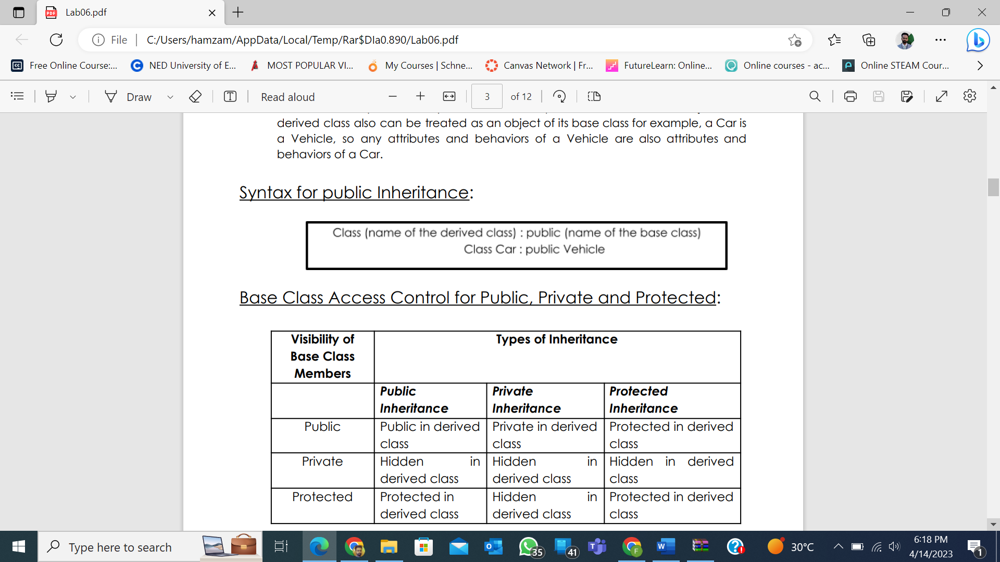 Lab06.pdf
File
C:/Users/hamzam/AppData/Local/Temp/Rar$DIa0.890/Lab06.pdf
Free Online Course:...
NED University of E...
MOST POPULAR VI...
My Courses | Schne...
Canvas Network | Fr...
FutureLearn: Online...
Online courses - ac...
Online STEAM Cour...
Draw
Read aloud
3
of 12
derived class also can be treated as an object of its base class for example, a Car is
a Vehicle, so any attributes and behaviors of a Vehicle are also attributes and
behaviors of a Car.
Syntax for public Inheritance:
Class (name of the derived class) : public (name of the base class)
Class Car : public Vehicle
Base Class Access Control for Public, Private and Protected:
Visibility of
Base Class
Members
Types of Inheritance
Public
Inheritance
Private
Inheritance
Protected
Inheritance
Public
Public in derived
class
Private in derived
class
Protected in derived
class
Private
Hidden in
derived class
Hidden in
derived class
Hidden in derived
class
Protected
Protected in
derived class
Hidden in
derived class
Protected in derived
class
Type here to search
35
41
30°C
6:18 PM
4/14/2023
1